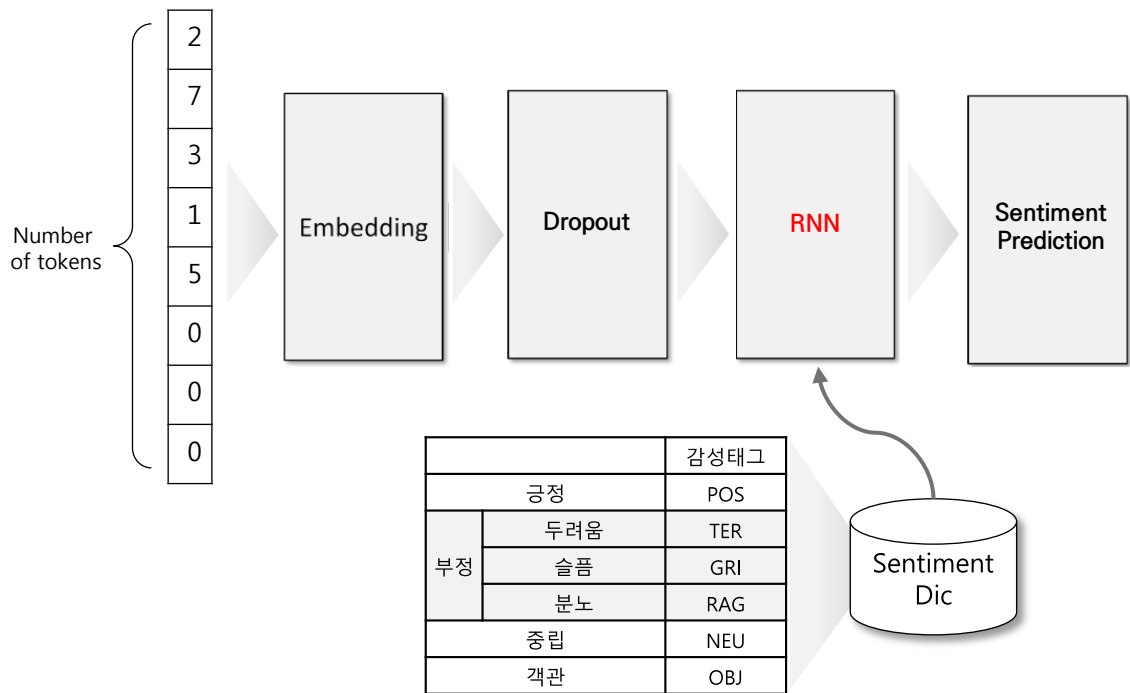 Number
of tokens
2
7
3
1
5
0
0
0
Embedding
Dropout
RNN
Sentiment
Prediction
감성태그
긍정 POS
부정
두려움 TER
슬픔 GRI
분노 RAG
중립 NEU
객관 OBJ
Sentiment
Dic